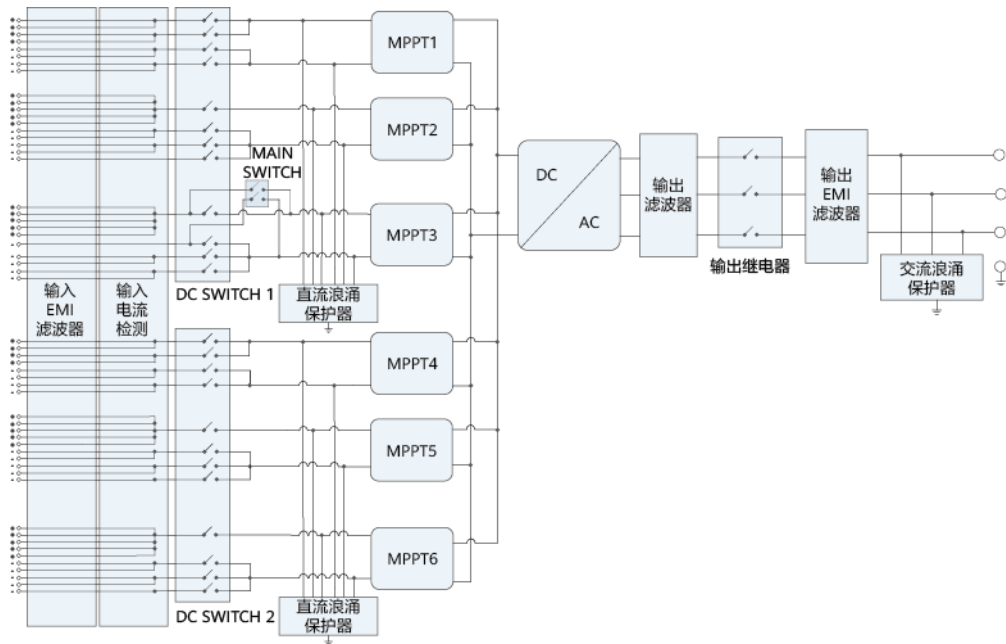 MPPT1
MPPT2
MAIN
SWITCH
MPPT3
DC SWITCH 1
直流浪涌
保护器
输入
EMI
滤波器
输入
电流
检测
MPPT4
MPPT5
MPPT6
DC SWITCH 2
直流浪涌
保护器
DC
AC
输出
滤波器
输出继电器
输出
EMI
滤波器
交流浪涌
保护器